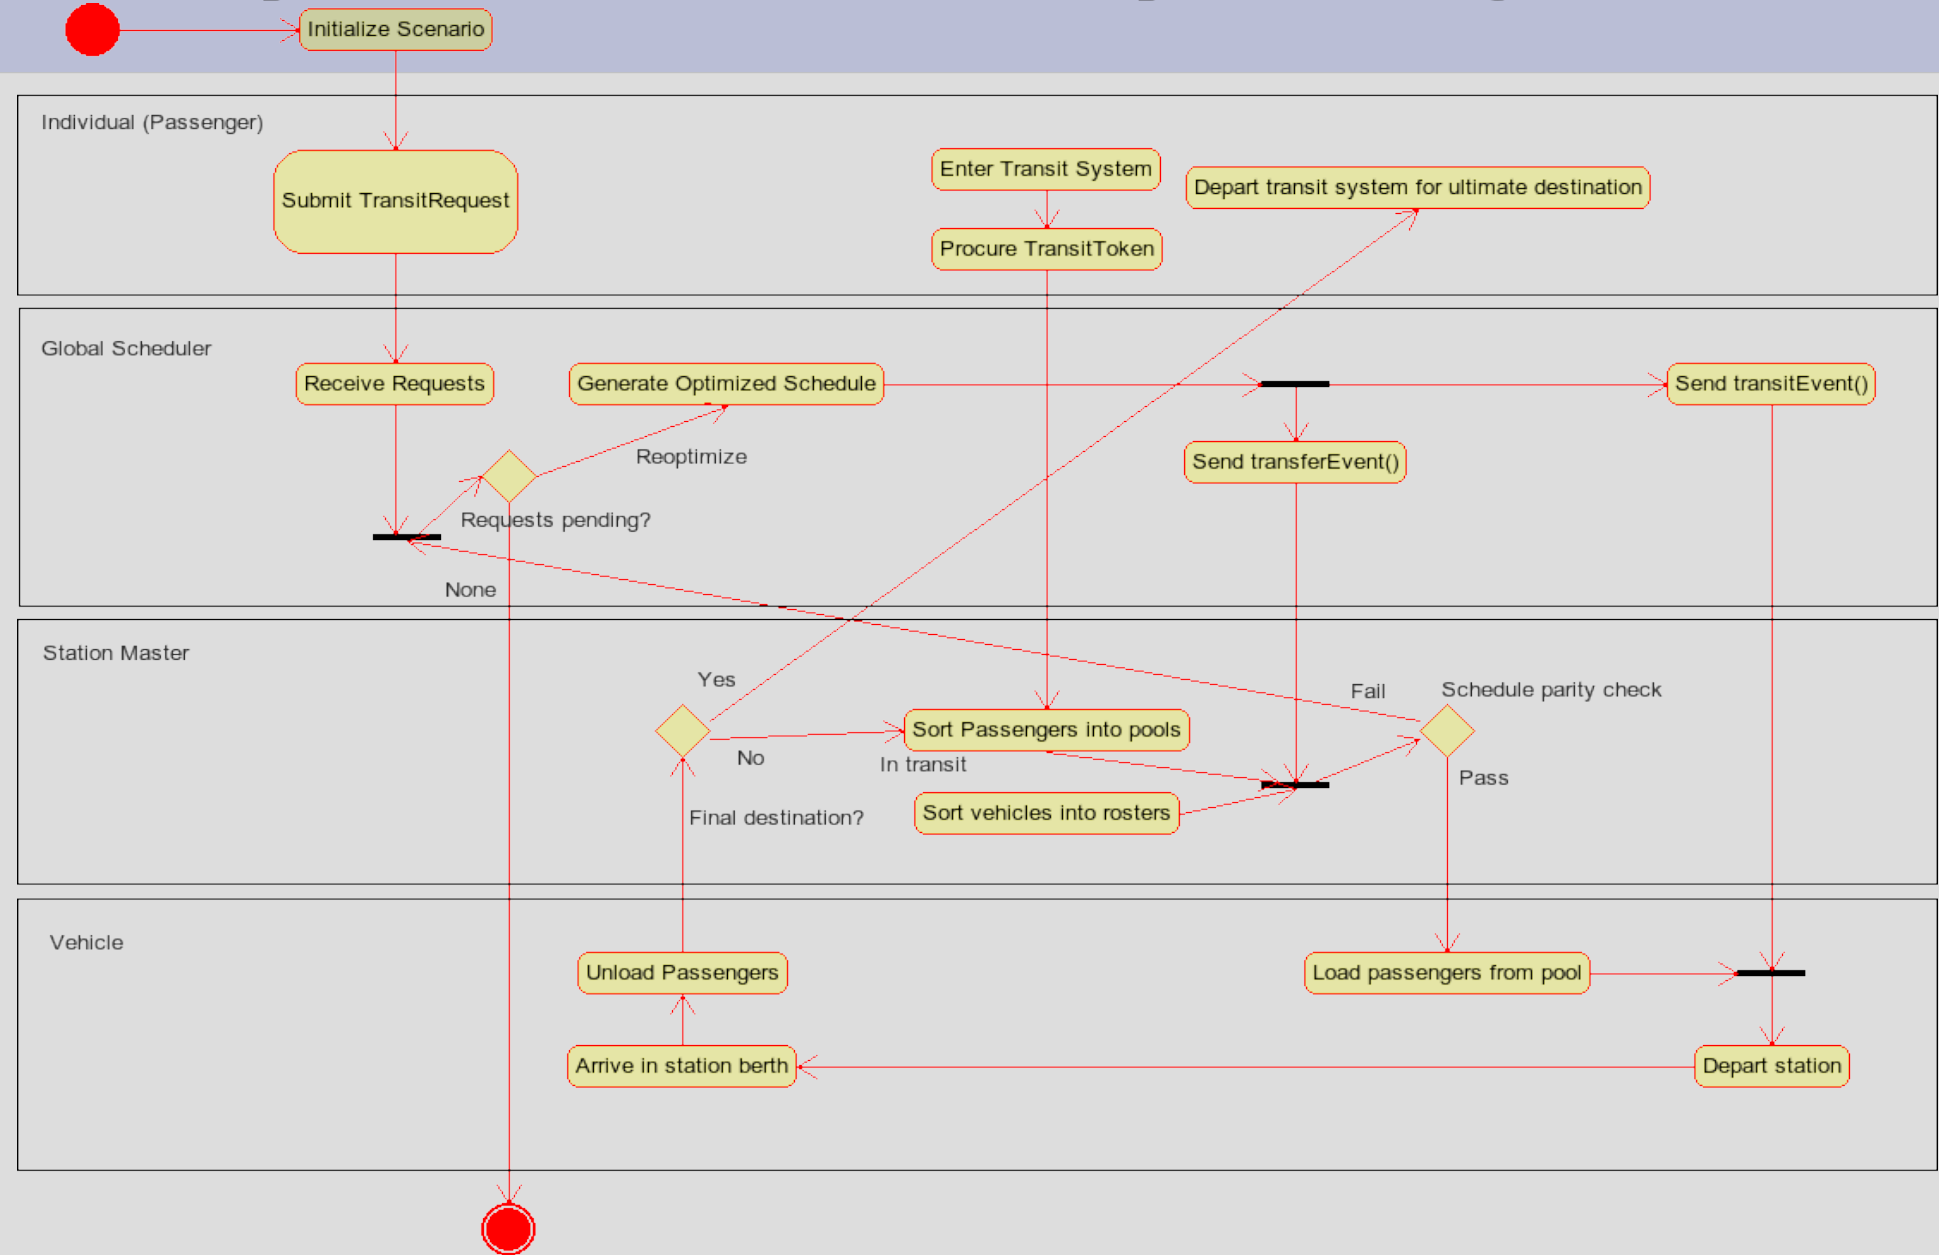 Initialize Scenario
Individual (Passenger)
Enter Transit System
Depart transit system for ultimate destination
Submit TransitRequest
Procure TransitToken
Global Scheduler
Receive Requests
Generate Optimized Schedule
Send transitEvent()
Reoptimize
Send transferEvent()
Requests pending?
None
Station Master
Yes
Fail
Schedule parity check
Sort Passengers into pools
No
In transit
Pass
Final destination?
Sort vehicles into rosters
Vehicle
Unload Passengers
Load passengers from pool
Arrive in station berth
Depart station